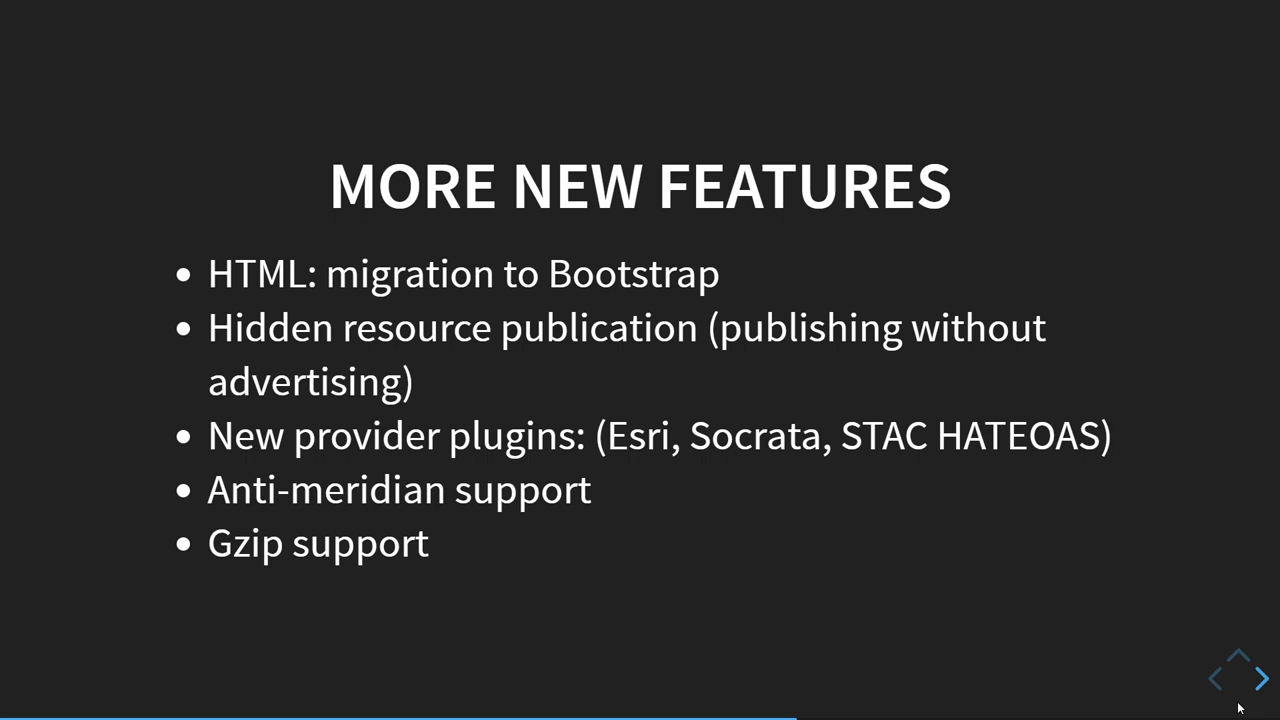 MORE NEW FEATURES
HTML: migration to Bootstrap
Hidden resource publication (publishing without
advertising)
New provider plugins: (Esri, Socrata, STAC HATEOAS)
Anti-meridian support
Gzip support